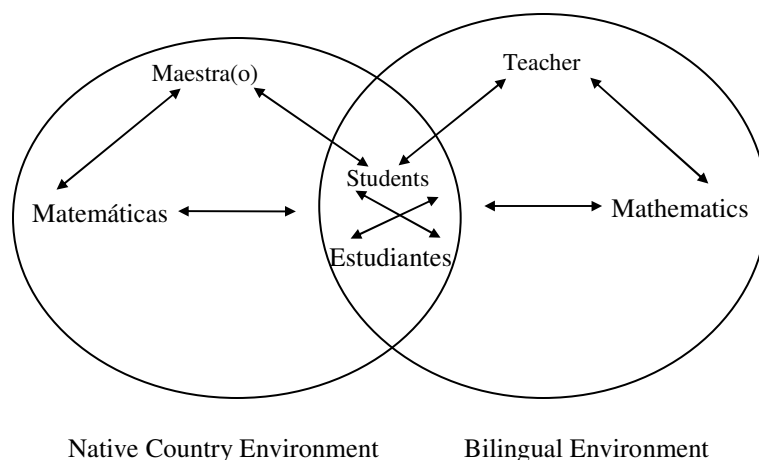 Maestra(o)
Teacher
Students
Matemáticas
Mathematics
Estudiantes
Native Country Environment
Bilingual Environment